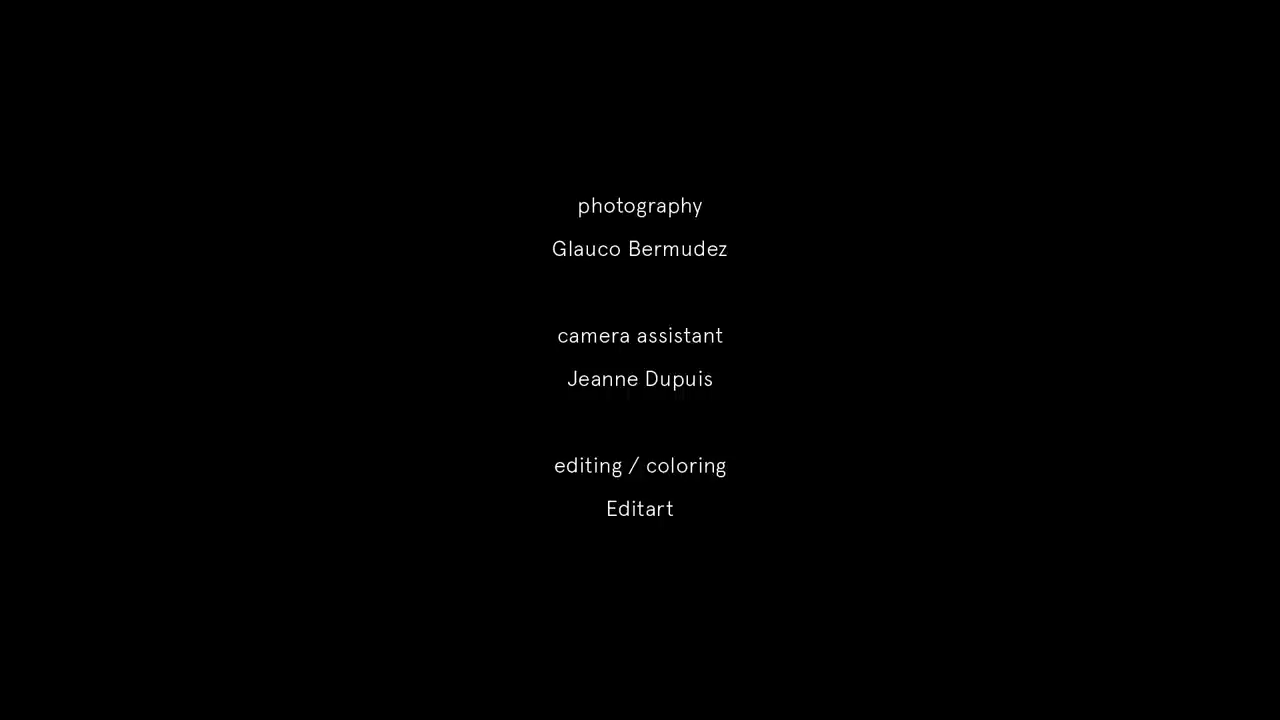 photography
Glauco Bermudez
camera assistant
Jeanne Dupuis
editing / coloring
Editart